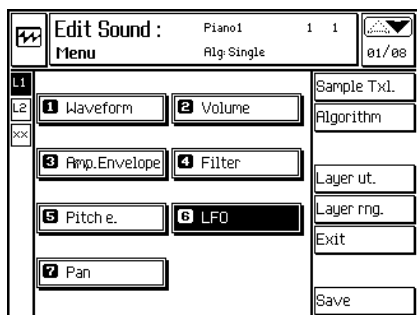 Edit Sound : Piano1 1 1
Menu Alg:Single 01/08
L1
L2
xx
1 Waveform 2 Volume
3 Amp.Envelope 4 Filter
5 Pitch e. 6 LFO
7 Pan
Sample Txl.
Algorithm
Layer ut.
Layer rng.
Exit
Save